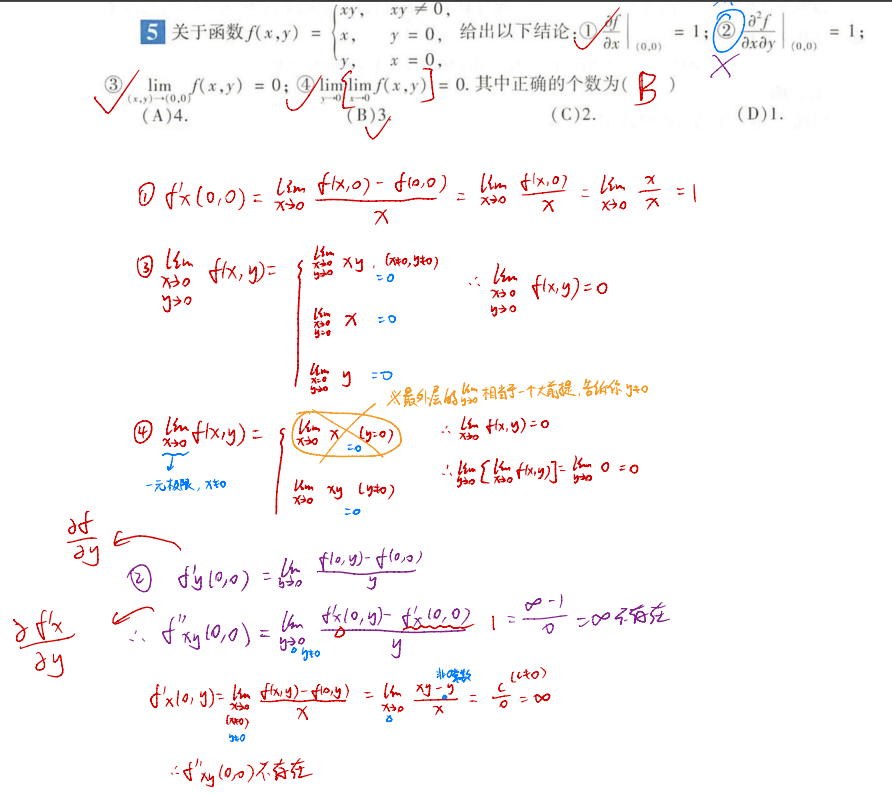 5 关于函数 f(x,y) = { xy, xy ≠ 0, x, y = 0, y, x = 0, 给出以下结论:① ∂f/∂x |(0,0) = 1; ② ∂²f/∂x∂y |(0,0) = 1;
③ lim (x,y)→(0,0) f(x,y) = 0; ④ lim y→0 [lim x→0 f(x,y)] = 0. 其中正确的个数为( B )
(A)4. (B)3. (C)2. (D)1.
① f'x(0,0) = lim x→0 (f(x,0) - f(0,0))/x = lim x→0 f(x,0)/x = lim x→0 x/x = 1
③ lim x→0 y→0 f(x,y) = { lim x→0 y→0 xy, (x≠0, y≠0) = 0
lim x→0 y=0 x = 0
lim x=0 y→0 y = 0
∴ lim x→0 y→0 f(x,y) = 0
※最外层的 lim y→0 相当于一个大前提, 告诉你 y≠0
④ lim x→0 f(x,y) = { lim x→0 x (y=0) = 0
lim x→0 xy (y≠0) = 0
一元极限, x≠0
∴ lim x→0 f(x,y) = 0
∴ lim y→0 [lim x→0 f(x,y)] = lim y→0 0 = 0
∂f/∂y
② f'y(0,0) = lim y→0 (f(0,y) - f(0,0))/y
∂f'x/∂y
∴ f''xy(0,0) = lim y→0 y≠0 (f'x(0,y) - f'x(0,0))/y 1 = (∞-1)/0 = ∞ 不存在
f'x(0,y) = lim x→0 (x≠0) y≠0 (f(x,y) - f(0,y))/x = lim x→0 (xy - y)/x 非0常数 = c/0 (c≠0) = ∞
∴ f''xy(0,0) 不存在